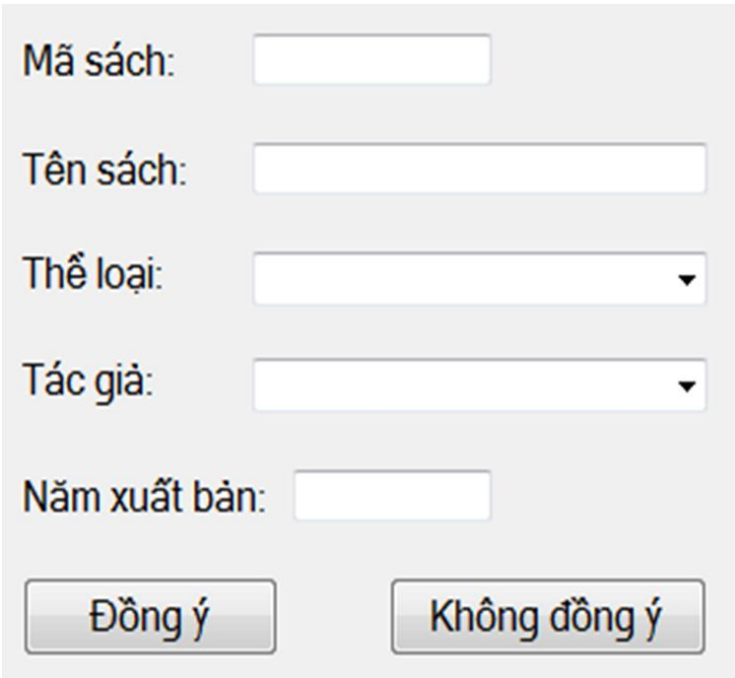 Mã sách:
Tên sách:
Thể loại:
Tác giả:
Năm xuất bản:
Đồng ý Không đồng ý